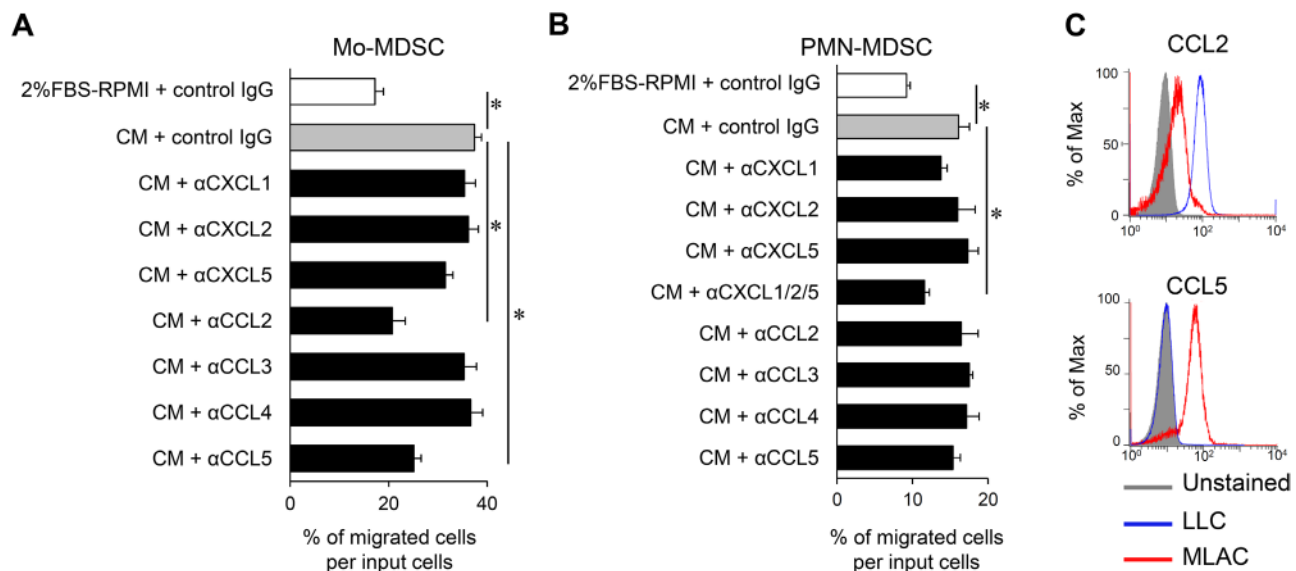 A
Mo-MDSC
2%FBS-RPMI + control IgG
CM + control IgG
CM + αCXCL1
CM + αCXCL2
CM + αCXCL5
CM + αCCL2
CM + αCCL3
CM + αCCL4
CM + αCCL5
*
*
*
0 20 40
% of migrated cells
per input cells
B
PMN-MDSC
2%FBS-RPMI + control IgG
CM + control IgG
CM + αCXCL1
CM + αCXCL2
CM + αCXCL5
CM + αCXCL1/2/5
CM + αCCL2
CM + αCCL3
CM + αCCL4
CM + αCCL5
*
*
0 10 20
% of migrated cells
per input cells
C
CCL2
% of Max
100
50
0
10⁰ 10² 10⁴
CCL5
% of Max
100
50
0
10⁰ 10² 10⁴
Unstained
LLC
MLAC